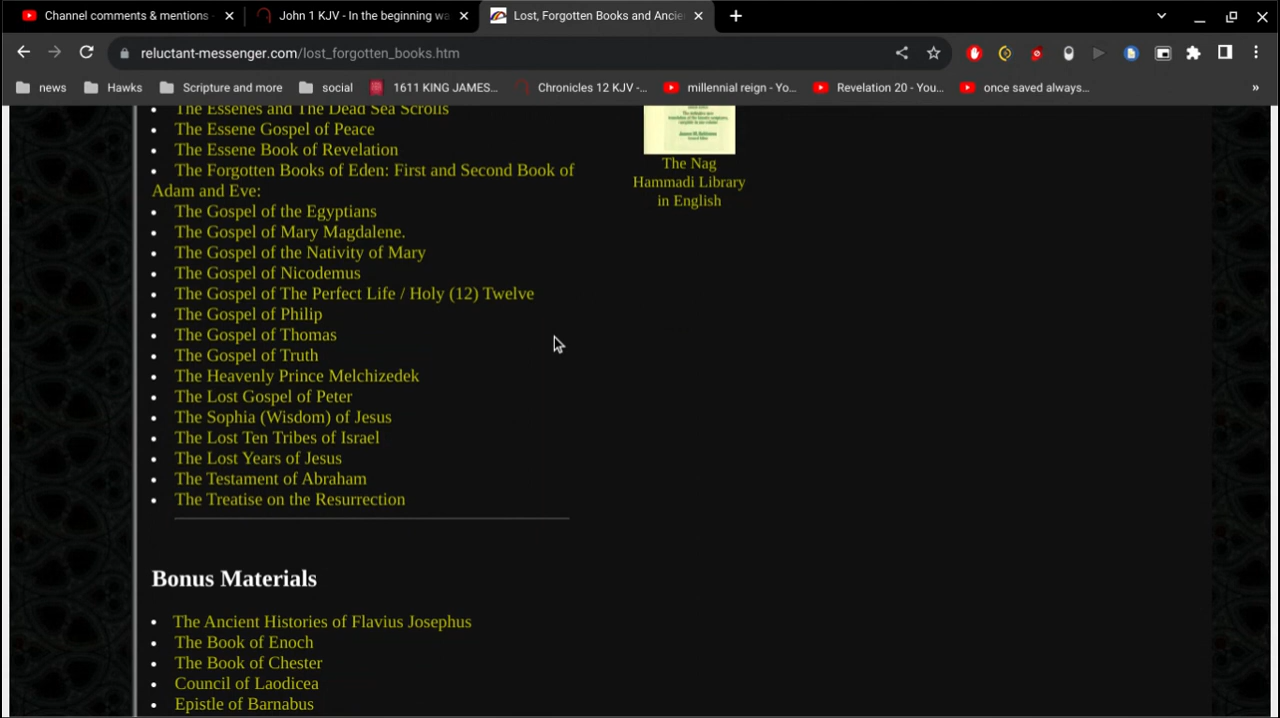 Channel comments & mentions
John 1 KJV - In the beginning wa
Lost, Forgotten Books and Ancie
reluctant-messenger.com/lost_forgotten_books.htm
news
Hawks
Scripture and more
social
1611 KING JAMES...
Chronicles 12 KJV -...
millennial reign - Yo...
Revelation 20 - You...
once saved always...
»
The Essenes and The Dead Sea Scrolls
The Essene Gospel of Peace
The Essene Book of Revelation
The Forgotten Books of Eden: First and Second Book of
Adam and Eve:
The Gospel of the Egyptians
The Gospel of Mary Magdalene.
The Gospel of the Nativity of Mary
The Gospel of Nicodemus
The Gospel of The Perfect Life / Holy (12) Twelve
The Gospel of Philip
The Gospel of Thomas
The Gospel of Truth
The Heavenly Prince Melchizedek
The Lost Gospel of Peter
The Sophia (Wisdom) of Jesus
The Lost Ten Tribes of Israel
The Lost Years of Jesus
The Testament of Abraham
The Treatise on the Resurrection
The Nag
Hammadi Library
in English
Bonus Materials
The Ancient Histories of Flavius Josephus
The Book of Enoch
The Book of Chester
Council of Laodicea
Epistle of Barnabus